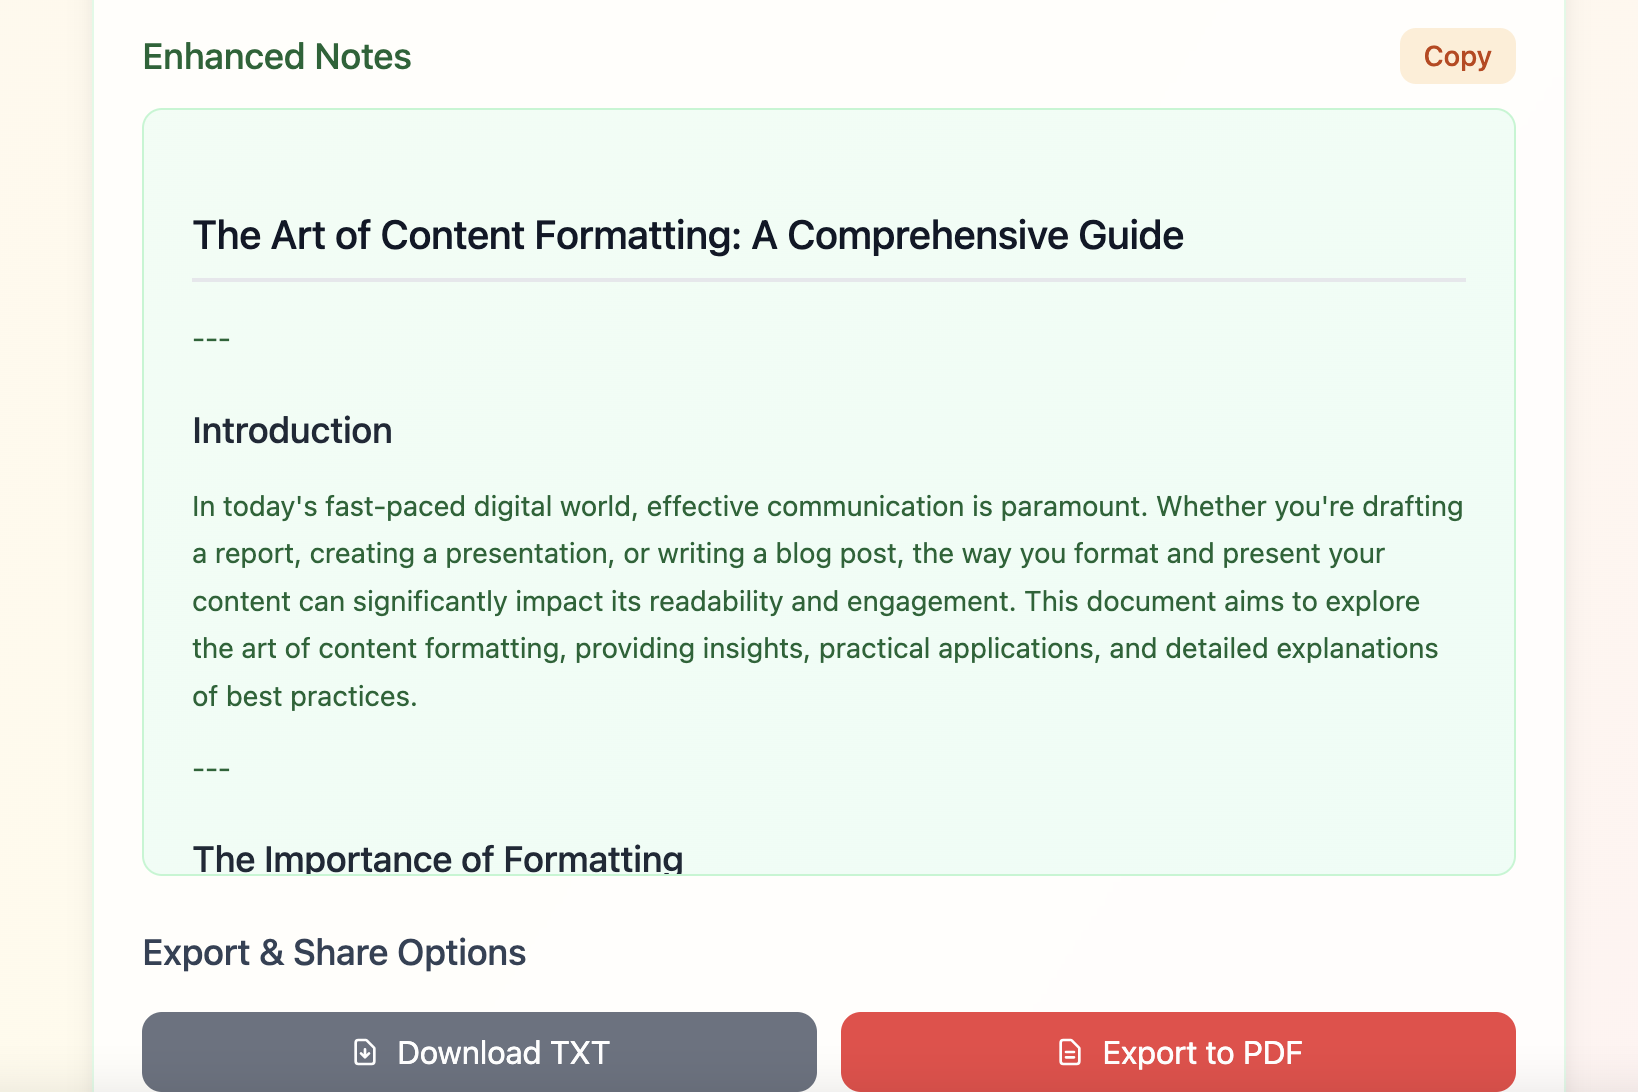 Enhanced Notes
Copy
The Art of Content Formatting: A Comprehensive Guide
---
Introduction
In today's fast-paced digital world, effective communication is paramount. Whether you're drafting
a report, creating a presentation, or writing a blog post, the way you format and present your
content can significantly impact its readability and engagement. This document aims to explore
the art of content formatting, providing insights, practical applications, and detailed explanations
of best practices.
---
The Importance of Formatting
Export & Share Options
Download TXT
Export to PDF